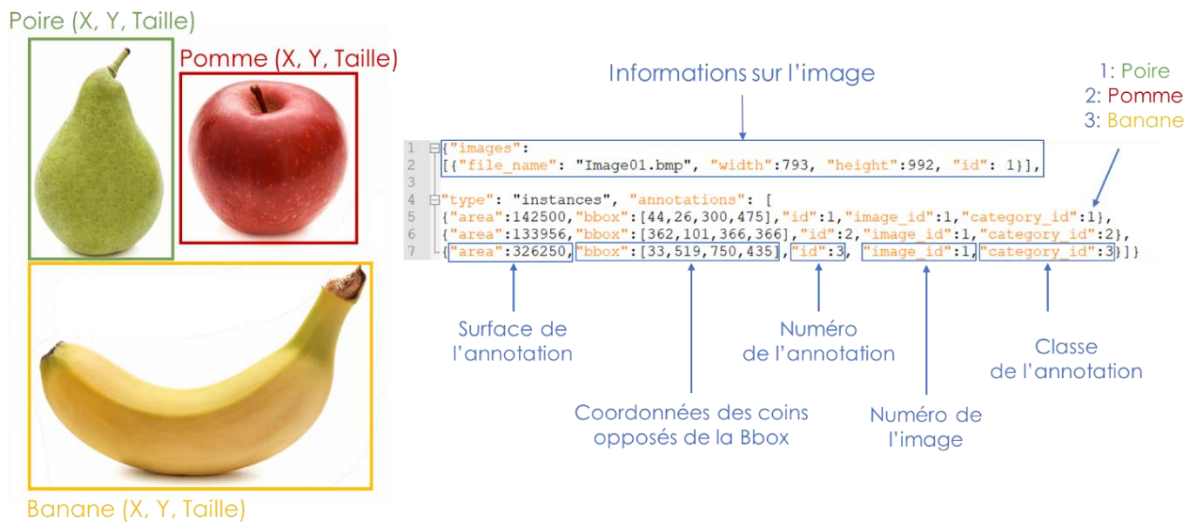 Poire (X, Y, Taille)
Pomme (X, Y, Taille)
Banane (X, Y, Taille)
Informations sur l'image
1: Poire
2: Pomme
3: Banane
1 {"images":
2 [{"file_name": "Image01.bmp", "width":793, "height":992, "id": 1}],
3
4 "type": "instances", "annotations": [
5 {"area":142500,"bbox":[44,26,300,475],"id":1,"image_id":1,"category_id":1},
6 {"area":133956,"bbox":[362,101,366,366],"id":2,"image_id":1,"category_id":2},
7 {"area":326250,"bbox":[33,519,750,435],"id":3, "image_id":1,"category_id":3}]}
Surface de
l'annotation
Coordonnées des coins
opposés de la Bbox
Numéro
de l'annotation
Numéro de
l'image
Classe
de l'annotation